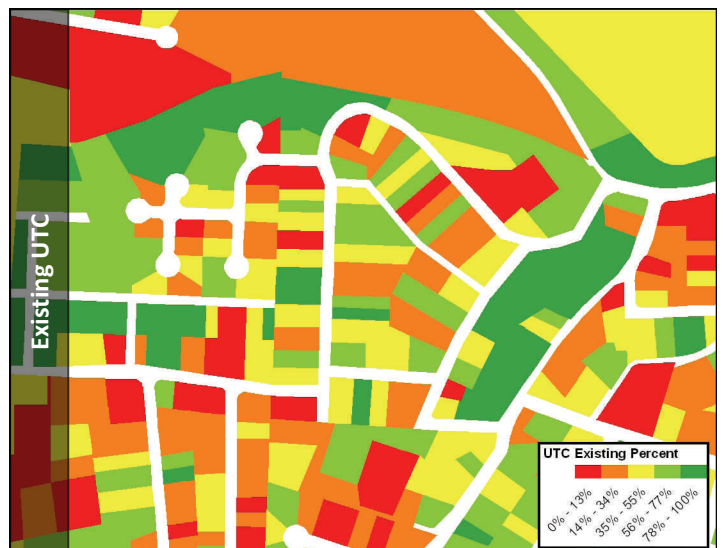 Existing UTC
UTC Existing Percent
0% - 13%
14% - 34%
35% - 55%
56% - 77%
78% - 100%